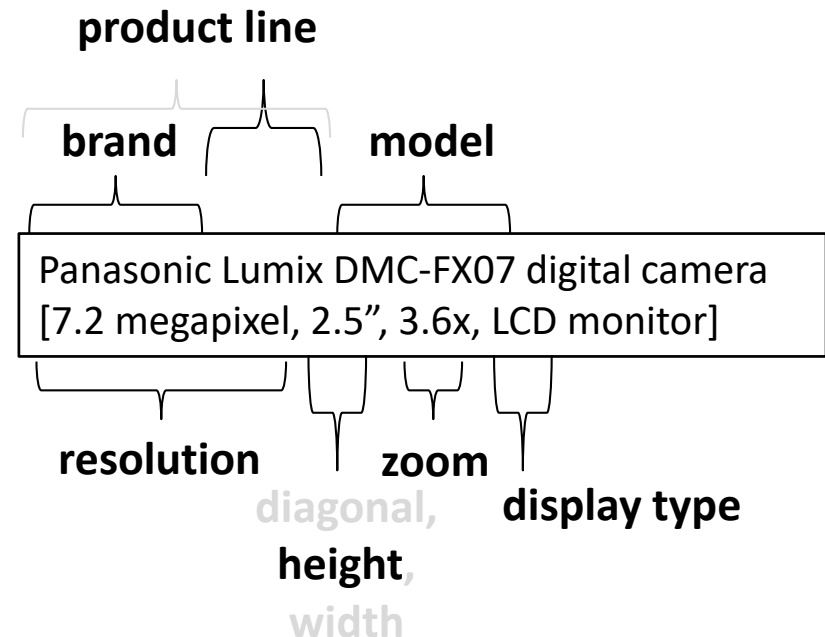 product line
brand
model
Panasonic Lumix DMC-FX07 digital camera
[7.2 megapixel, 2.5”, 3.6x, LCD monitor]
resolution
zoom
diagonal,
display type
height,
width